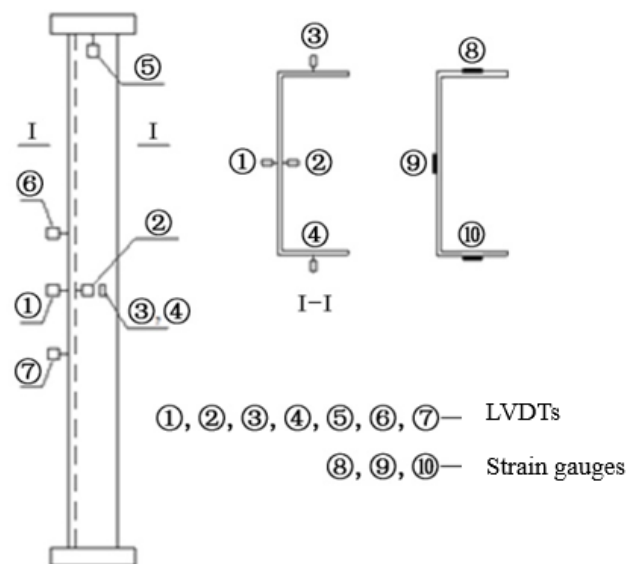 ③
⑧
⑤
I I
① ②
⑨
⑥
②
④
⑩
① ③,④
I-I
⑦
①, ②, ③, ④, ⑤, ⑥, ⑦— LVDTs
⑧, ⑨, ⑩— Strain gauges